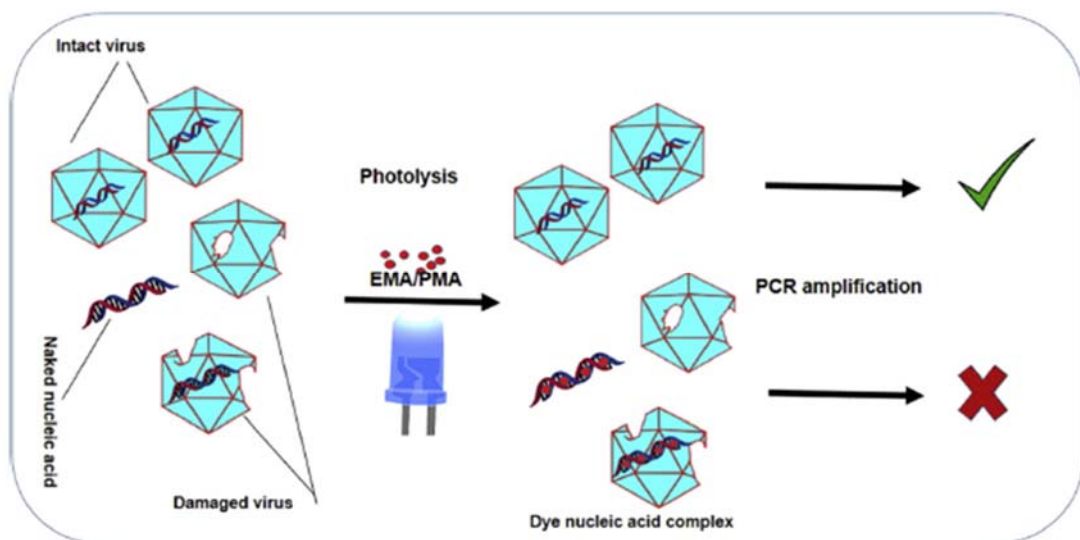 Intact virus
Photolysis
EMA/PMA
PCR amplification
Naked nucleic acid
Damaged virus
Dye nucleic acid complex